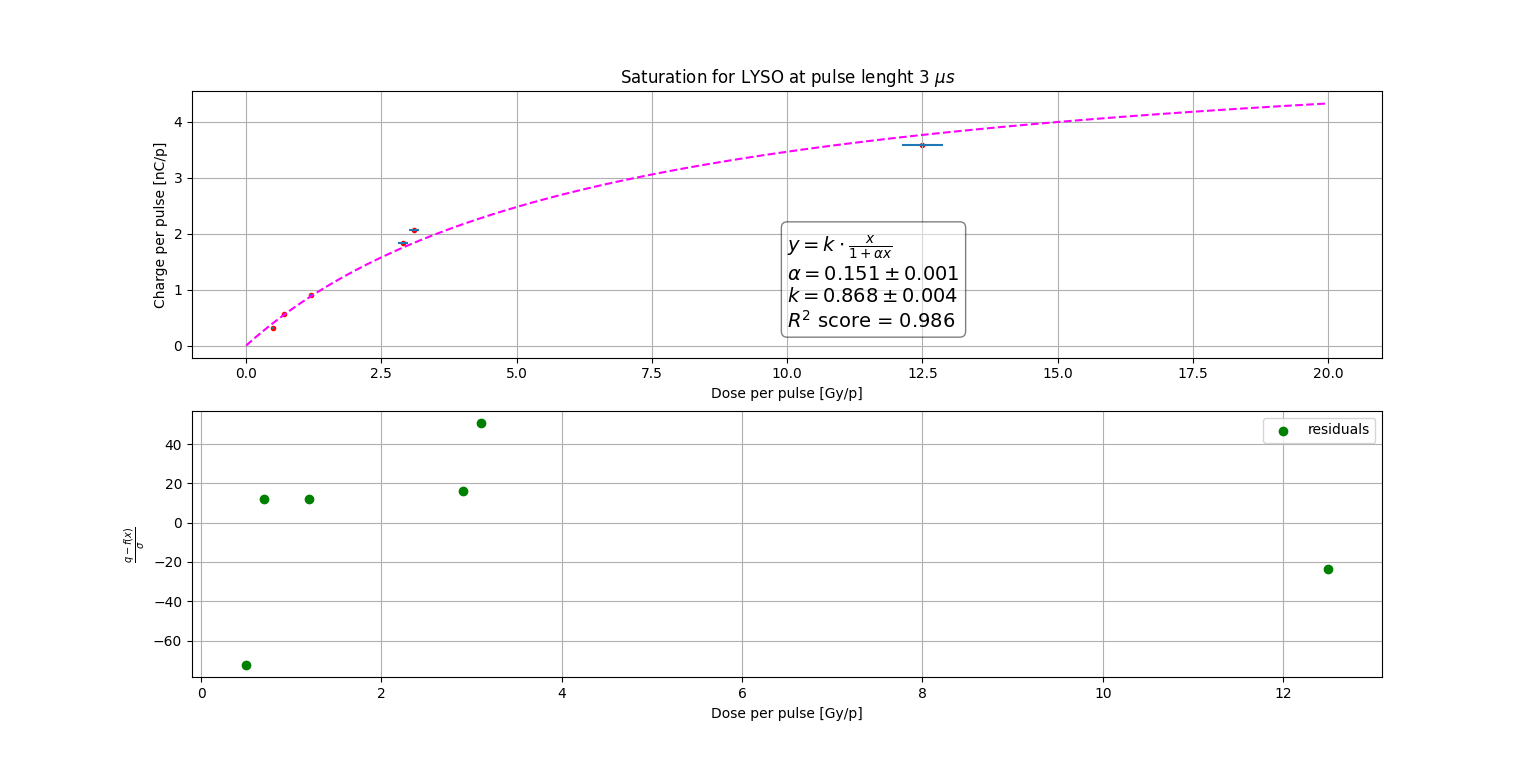 Saturation for LYSO at pulse lenght 3 μs
Charge per pulse [nC/p]
4
3
2
1
0
y = k · x / (1 + αx)
α = 0.151 ± 0.001
k = 0.868 ± 0.004
R² score = 0.986
0.0 2.5 5.0 7.5 10.0 12.5 15.0 17.5 20.0
Dose per pulse [Gy/p]
residuals
(q − f(x)) / σ
40
20
0
−20
−40
−60
0 2 4 6 8 10 12
Dose per pulse [Gy/p]